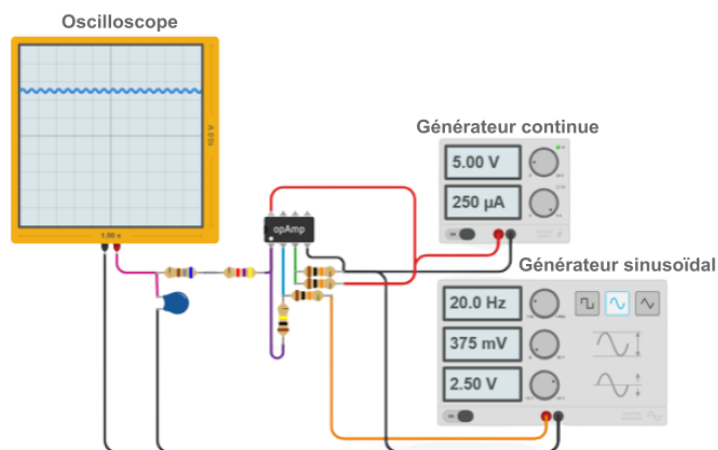 Oscilloscope
1.00 s
opAmp
Générateur continue
5.00 V
250 µA
Générateur sinusoïdal
20.0 Hz
375 mV
2.50 V